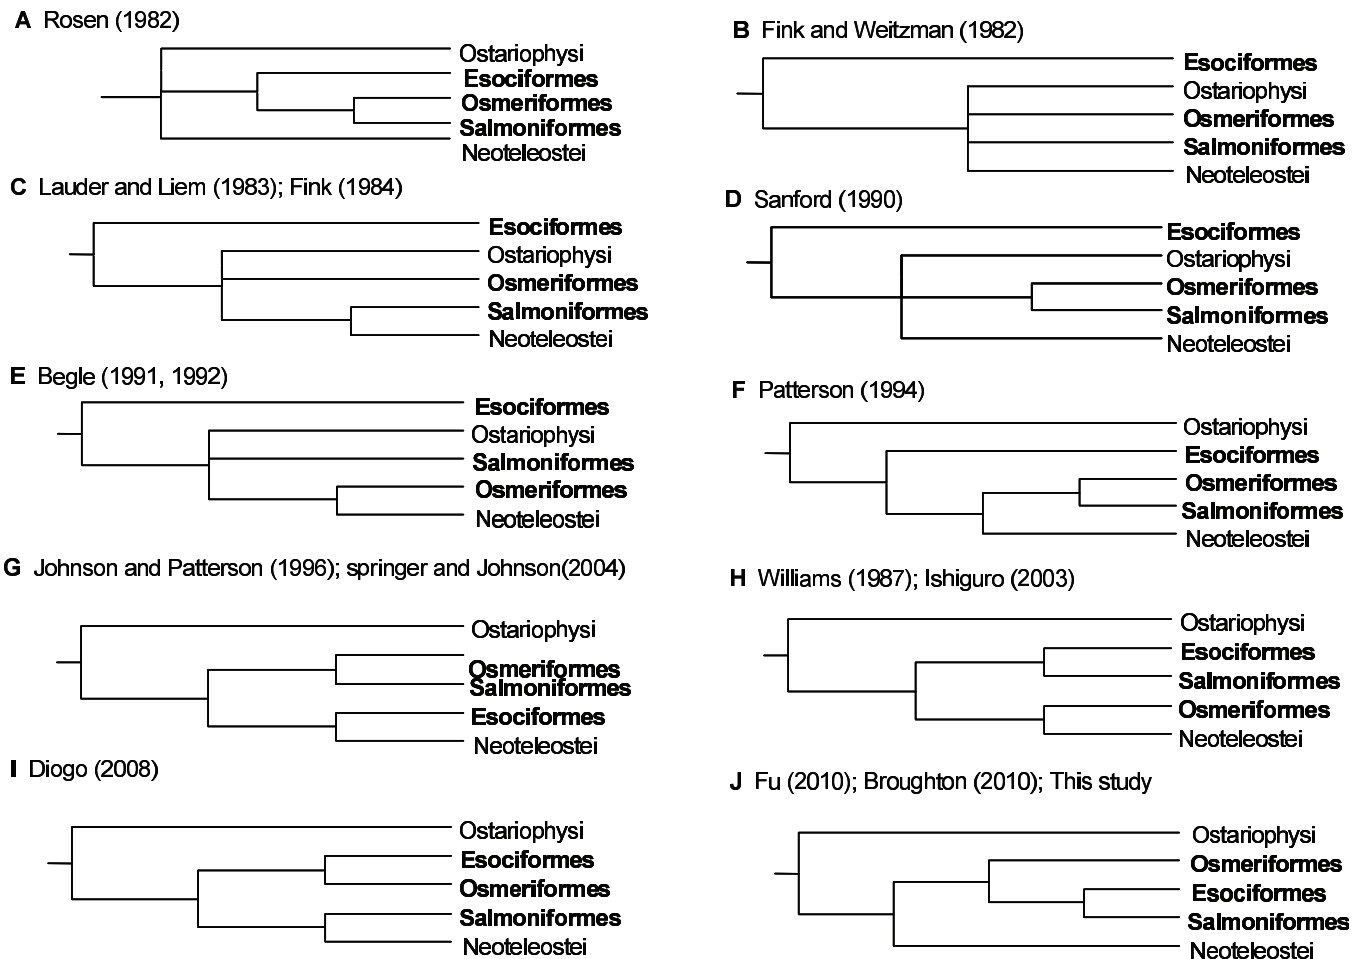 A Rosen (1982)
Ostariophysi
Esociformes
Osmeriformes
Salmoniformes
Neoteleostei
B Fink and Weitzman (1982)
Esociformes
Ostariophysi
Osmeriformes
Salmoniformes
Neoteleostei
C Lauder and Liem (1983); Fink (1984)
Esociformes
Ostariophysi
Osmeriformes
Salmoniformes
Neoteleostei
D Sanford (1990)
Esociformes
Ostariophysi
Osmeriformes
Salmoniformes
Neoteleostei
E Begle (1991, 1992)
Esociformes
Ostariophysi
Salmoniformes
Osmeriformes
Neoteleostei
F Patterson (1994)
Ostariophysi
Esociformes
Osmeriformes
Salmoniformes
Neoteleostei
G Johnson and Patterson (1996); springer and Johnson(2004)
Ostariophysi
Osmeriformes
Salmoniformes
Esociformes
Neoteleostei
H Williams (1987); Ishiguro (2003)
Ostariophysi
Esociformes
Salmoniformes
Osmeriformes
Neoteleostei
I Diogo (2008)
Ostariophysi
Esociformes
Osmeriformes
Salmoniformes
Neoteleostei
J Fu (2010); Broughton (2010); This study
Ostariophysi
Osmeriformes
Esociformes
Salmoniformes
Neoteleostei